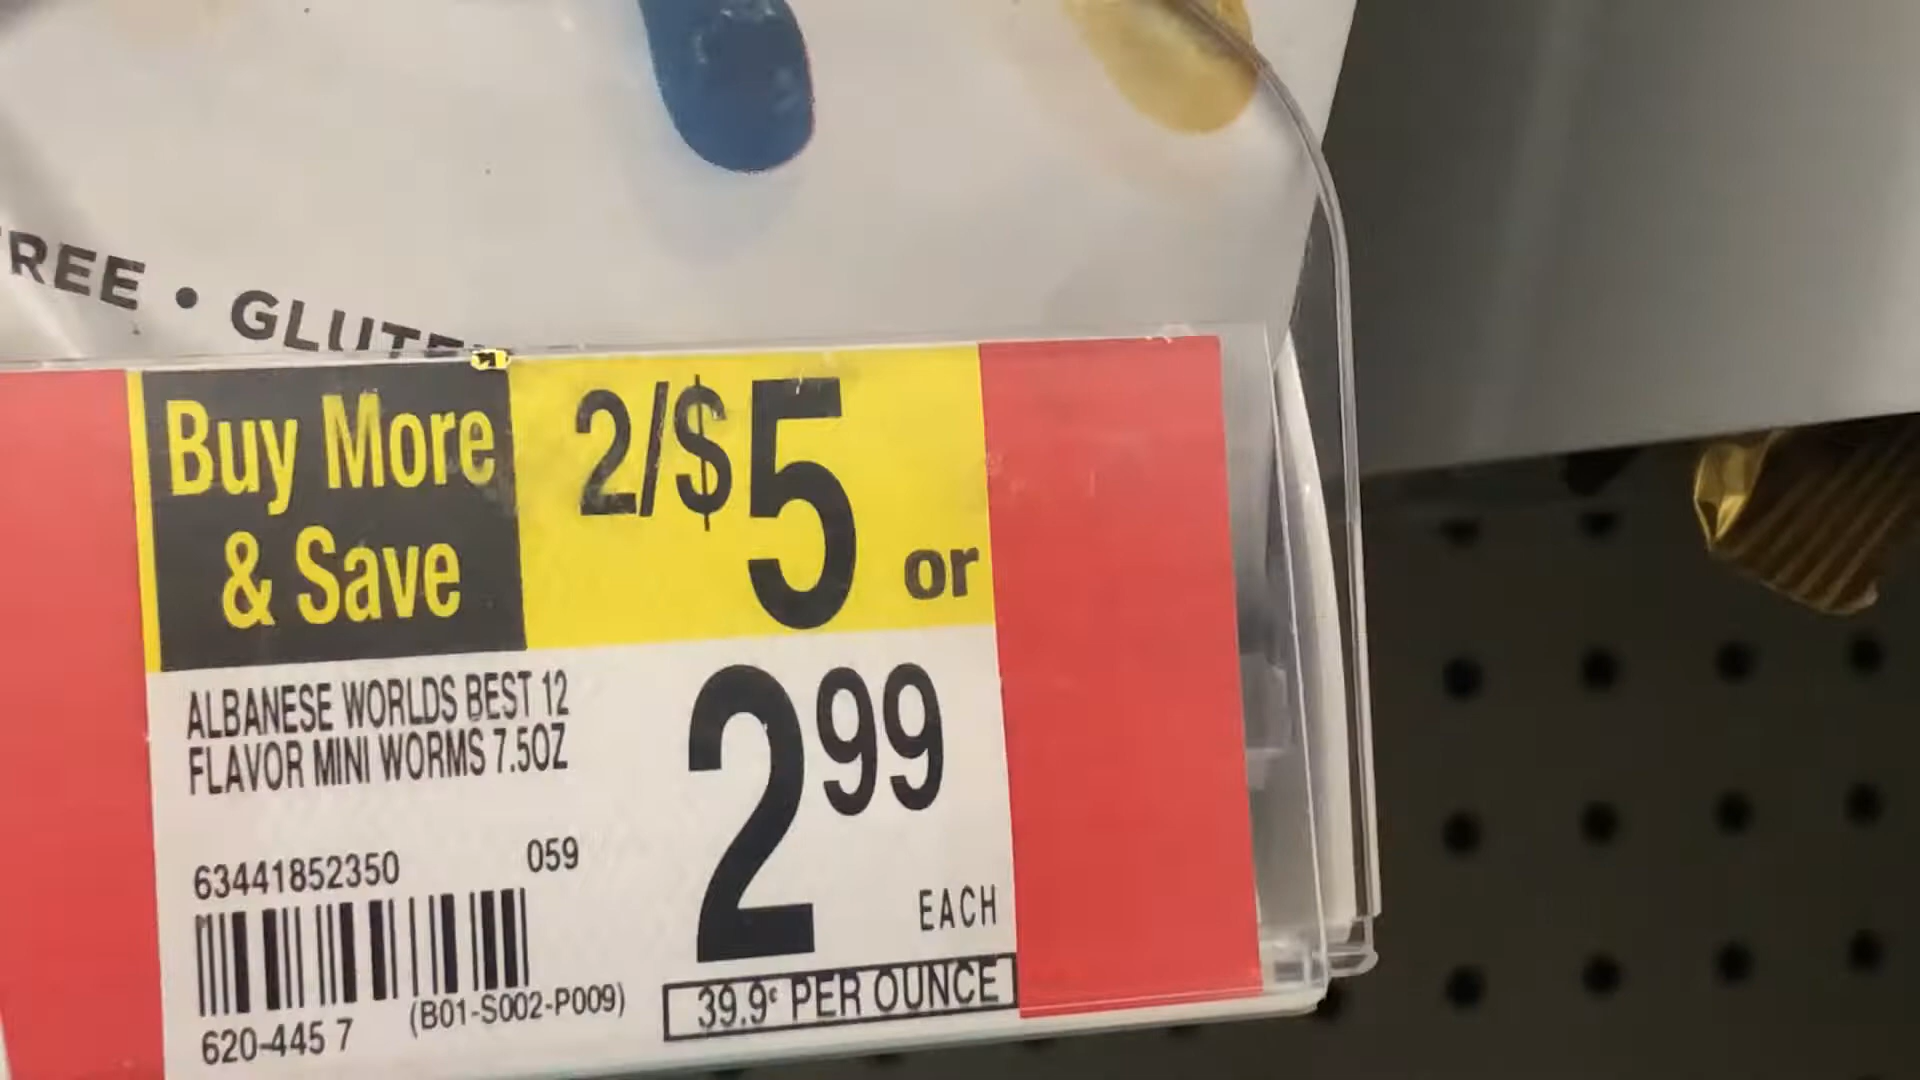 REE • GLUTE
Buy More
& Save
2/$5 or
ALBANESE WORLDS BEST 12
FLAVOR MINI WORMS 7.5OZ
2 99
EACH
63441852350 059
620-445 7 (B01-S002-P009)
39.9¢ PER OUNCE